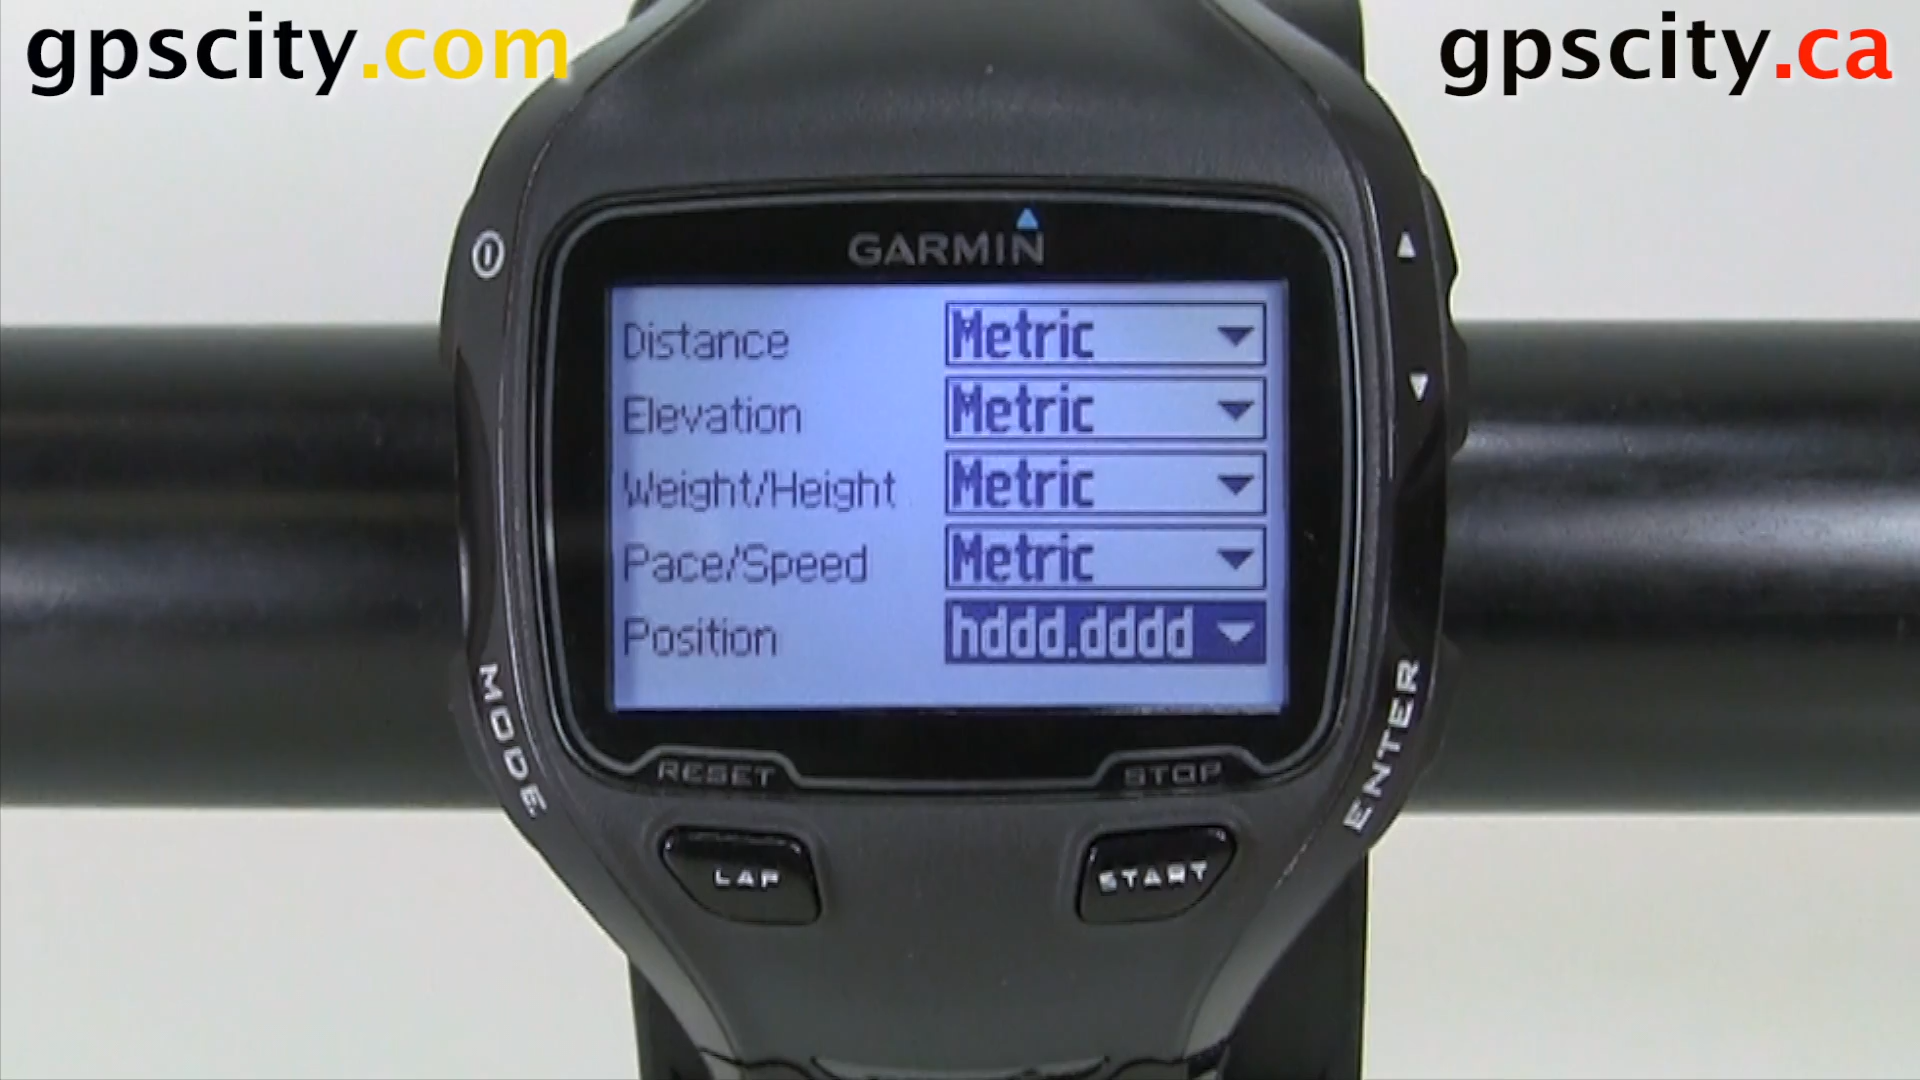 gpscity.com
gpscity.ca
GARMIN
Distance Metric
Elevation Metric
Weight/Height Metric
Pace/Speed Metric
Position hddd.dddd
MODE
ENTER
RESET
STOP
LAP
START